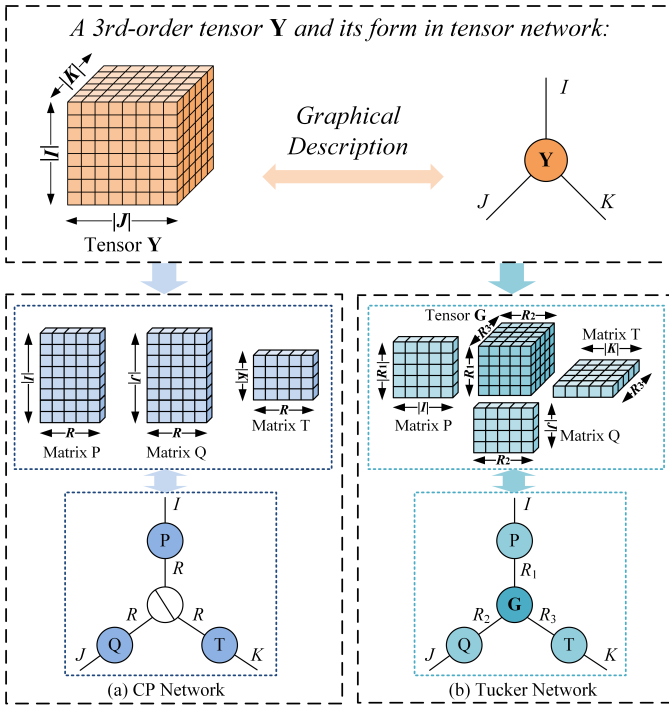 A 3rd-order tensor Y and its form in tensor network:
|K|
|I|
|J|
Tensor Y
Graphical
Description
I
Y
J
K
|I|
R
Matrix P
|J|
R
Matrix Q
|K|
R
Matrix T
I
P
R
R
R
Q
T
J
K
(a) CP Network
Tensor G
R2
R3
R1
|R1|
|I|
Matrix P
Matrix T
|K|
R3
|J|
Matrix Q
R2
I
P
R1
G
R2
R3
Q
T
J
K
(b) Tucker Network